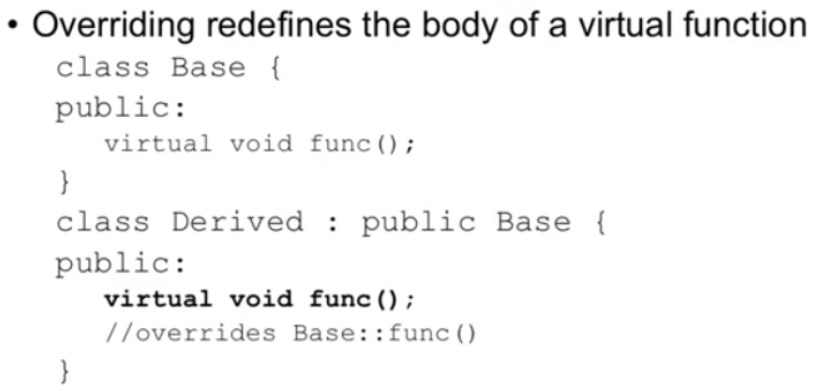 • Overriding redefines the body of a virtual function
class Base {
public:
virtual void func();
}
class Derived : public Base {
public:
virtual void func();
//overrides Base::func()
}